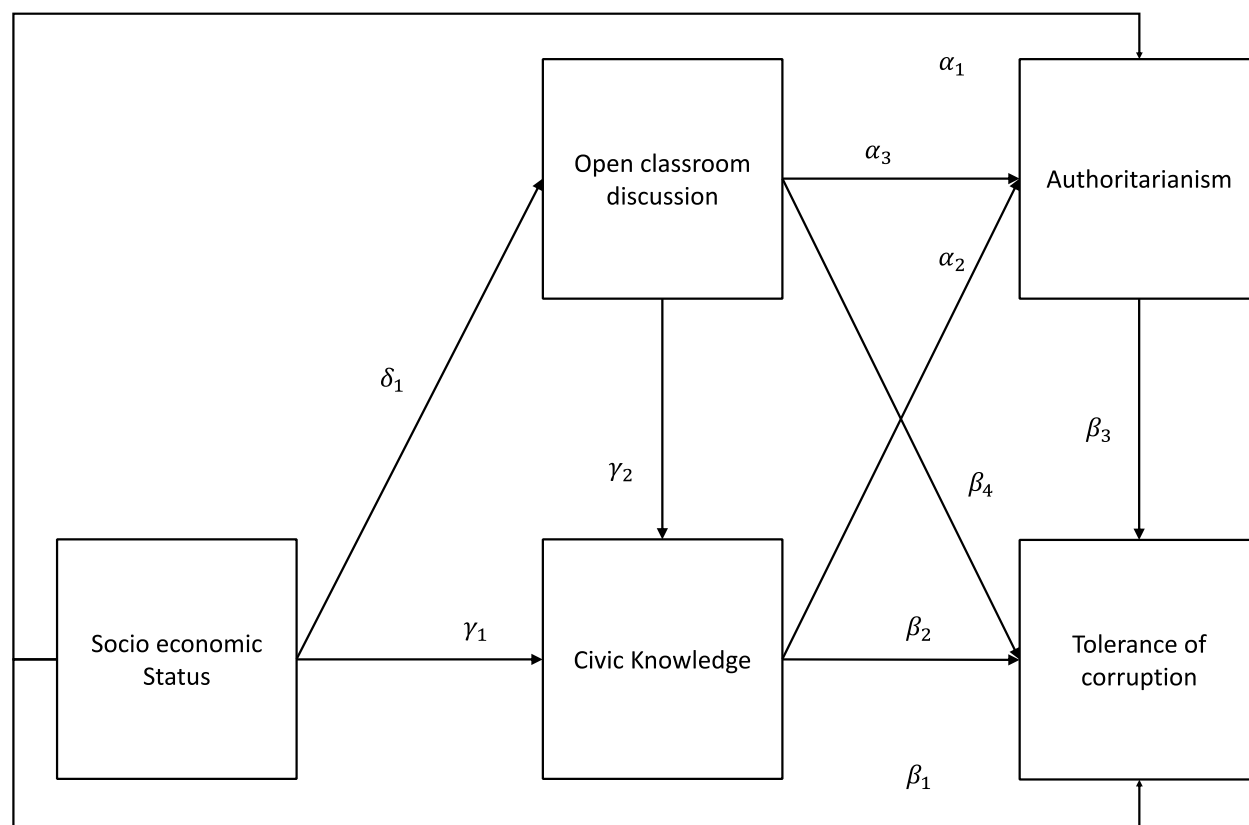 α₁
Open classroom
discussion
α₃
Authoritarianism
α₂
δ₁
γ₂
β₄
β₃
Socio economic
Status
γ₁
Civic Knowledge
β₂
Tolerance of
corruption
β₁